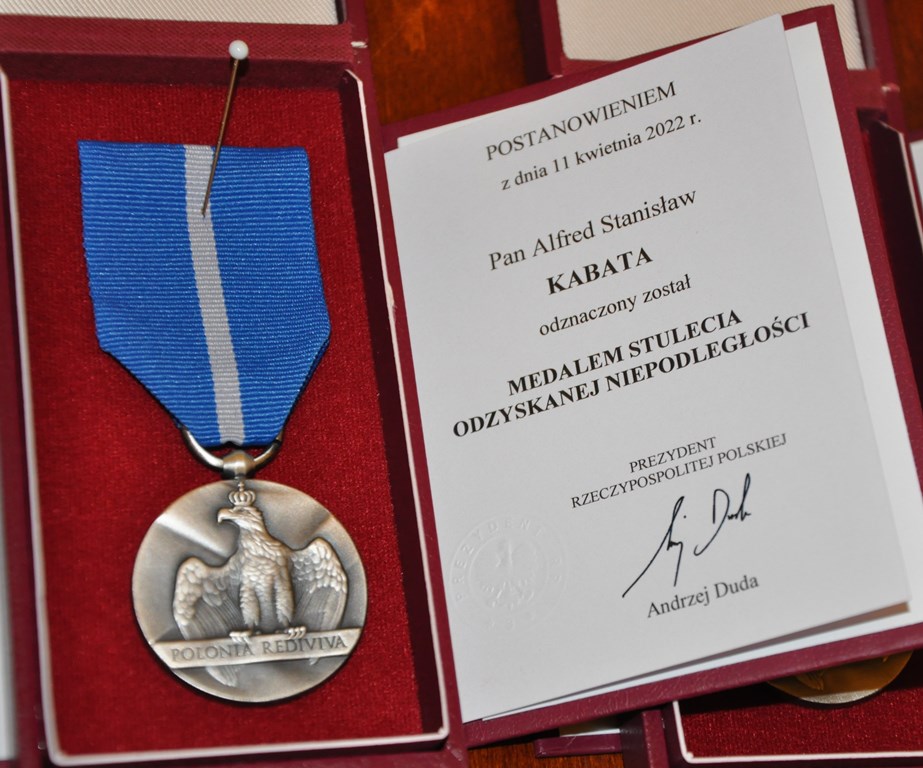 POLONIA REDIVIVA
POSTANOWIENIEM
z dnia 11 kwietnia 2022 r.
Pan Alfred Stanisław
KABATA
odznaczony został
MEDALEM STULECIA
ODZYSKANEJ NIEPODLEGŁOŚCI
PREZYDENT
RZECZYPOSPOLITEJ POLSKIEJ
Andrzej Duda